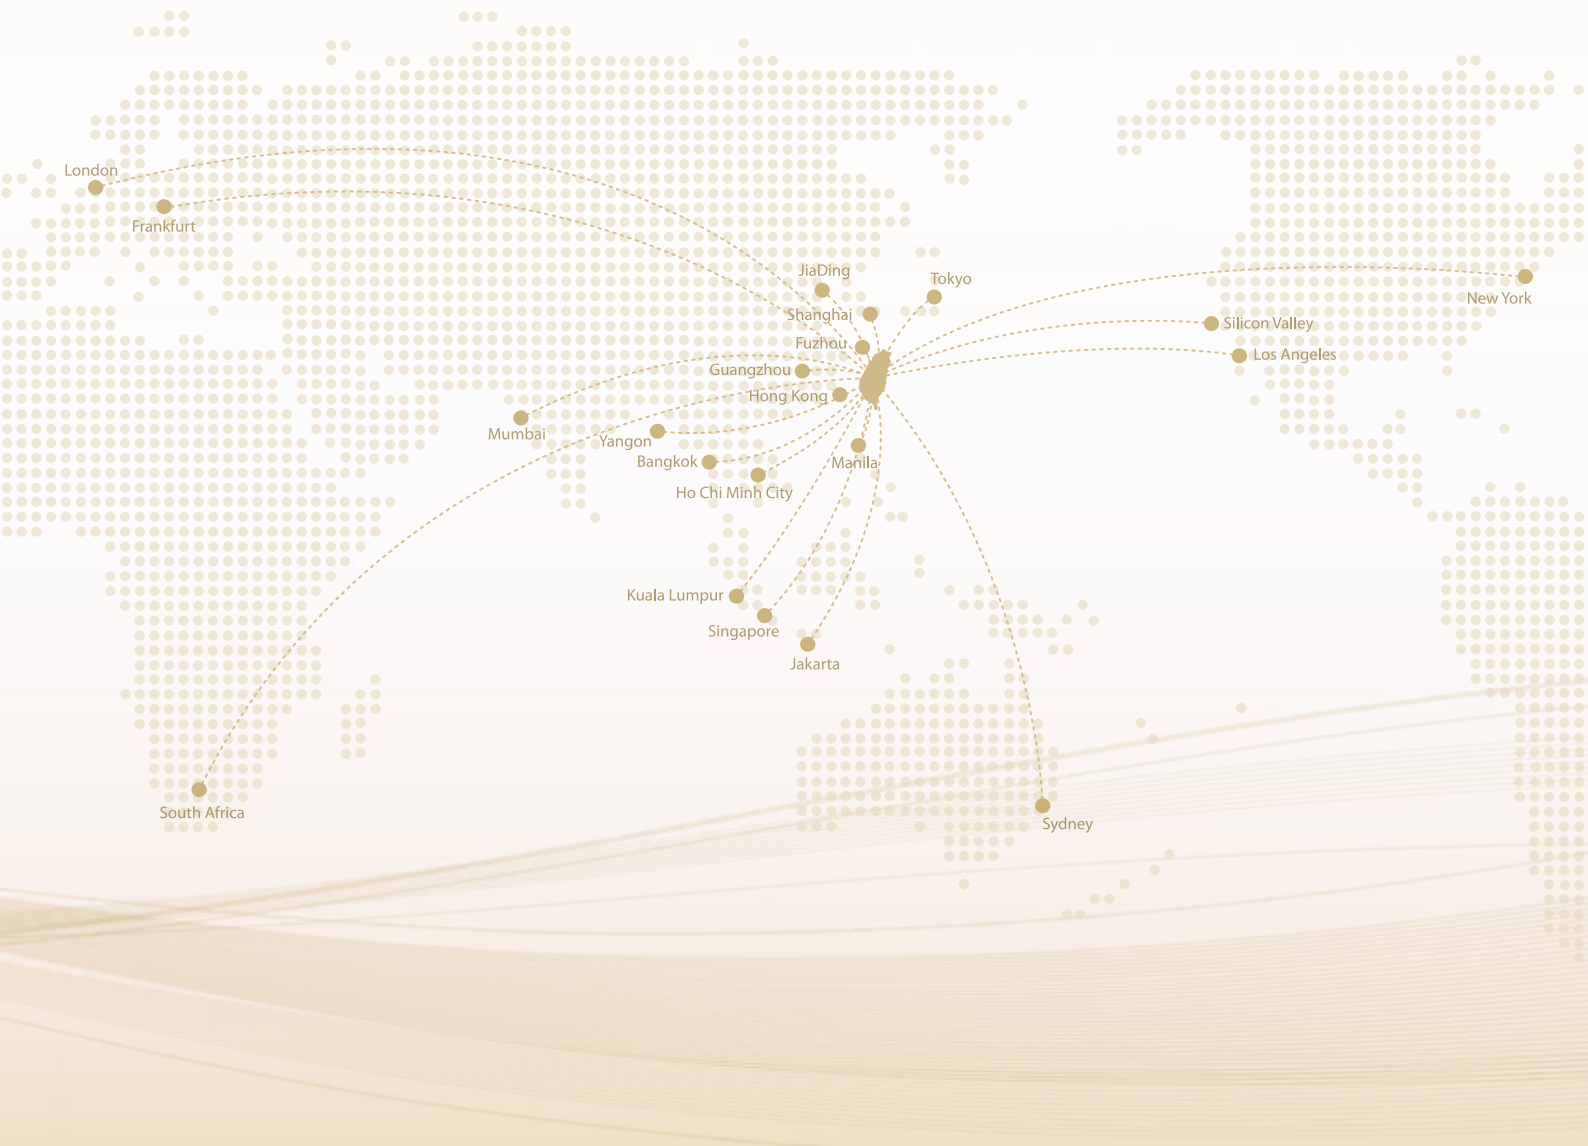 London
Frankfurt
JiaDing
Tokyo
Shanghai
New York
Silicon Valley
Fuzhou
Los Angeles
Guangzhou
Hong Kong
Mumbai
Yangon
Bangkok
Manila
Ho Chi Minh City
Kuala Lumpur
Singapore
Jakarta
South Africa
Sydney